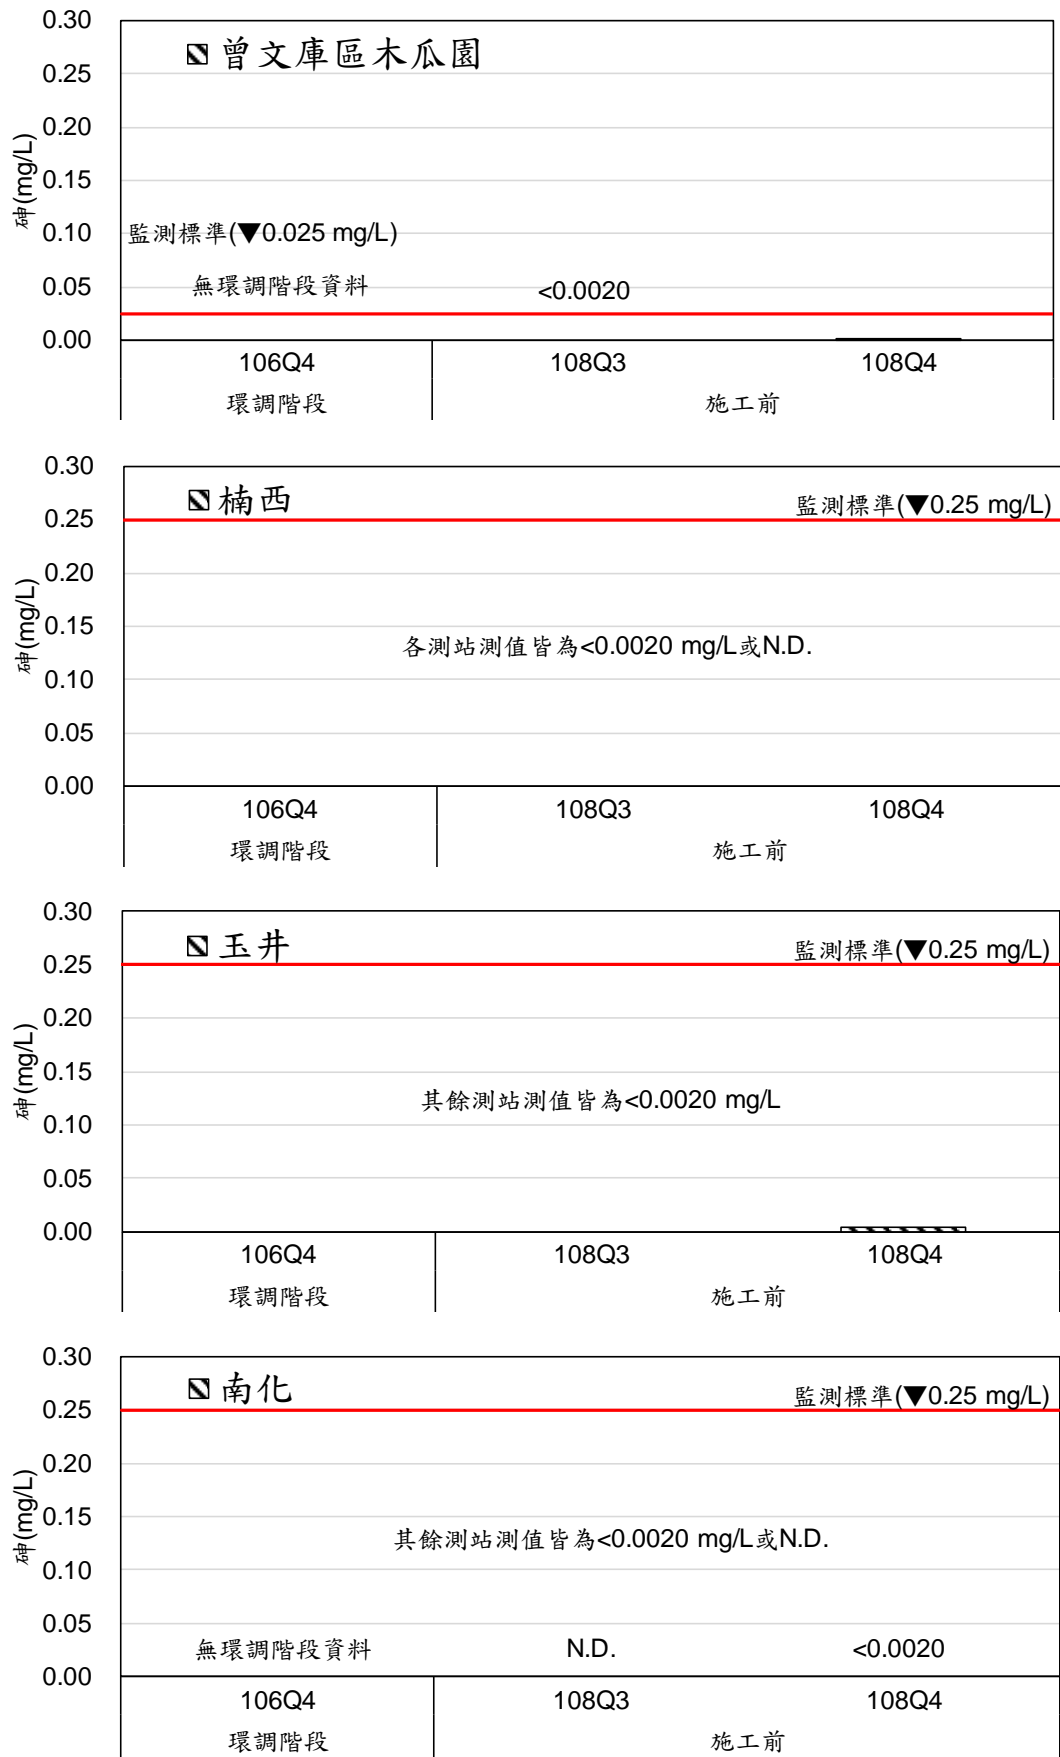 0.30
曾文庫區木瓜園
0.25
0.20
0.15
砷(mg/L)
0.10
監測標準(▼0.025 mg/L)
0.05
無環調階段資料
<0.0020
0.00
106Q4
108Q3
108Q4
環調階段
施工前
0.30
楠西
監測標準(▼0.25 mg/L)
0.25
0.20
0.15
砷(mg/L)
各測站測值皆為<0.0020 mg/L或N.D.
0.10
0.05
0.00
106Q4
108Q3
108Q4
環調階段
施工前
0.30
玉井
監測標準(▼0.25 mg/L)
0.25
0.20
0.15
砷(mg/L)
其餘測站測值皆為<0.0020 mg/L
0.10
0.05
0.00
106Q4
108Q3
108Q4
環調階段
施工前
0.30
南化
監測標準(▼0.25 mg/L)
0.25
0.20
0.15
砷(mg/L)
其餘測站測值皆為<0.0020 mg/L或N.D.
0.10
0.05
無環調階段資料
N.D.
<0.0020
0.00
106Q4
108Q3
108Q4
環調階段
施工前